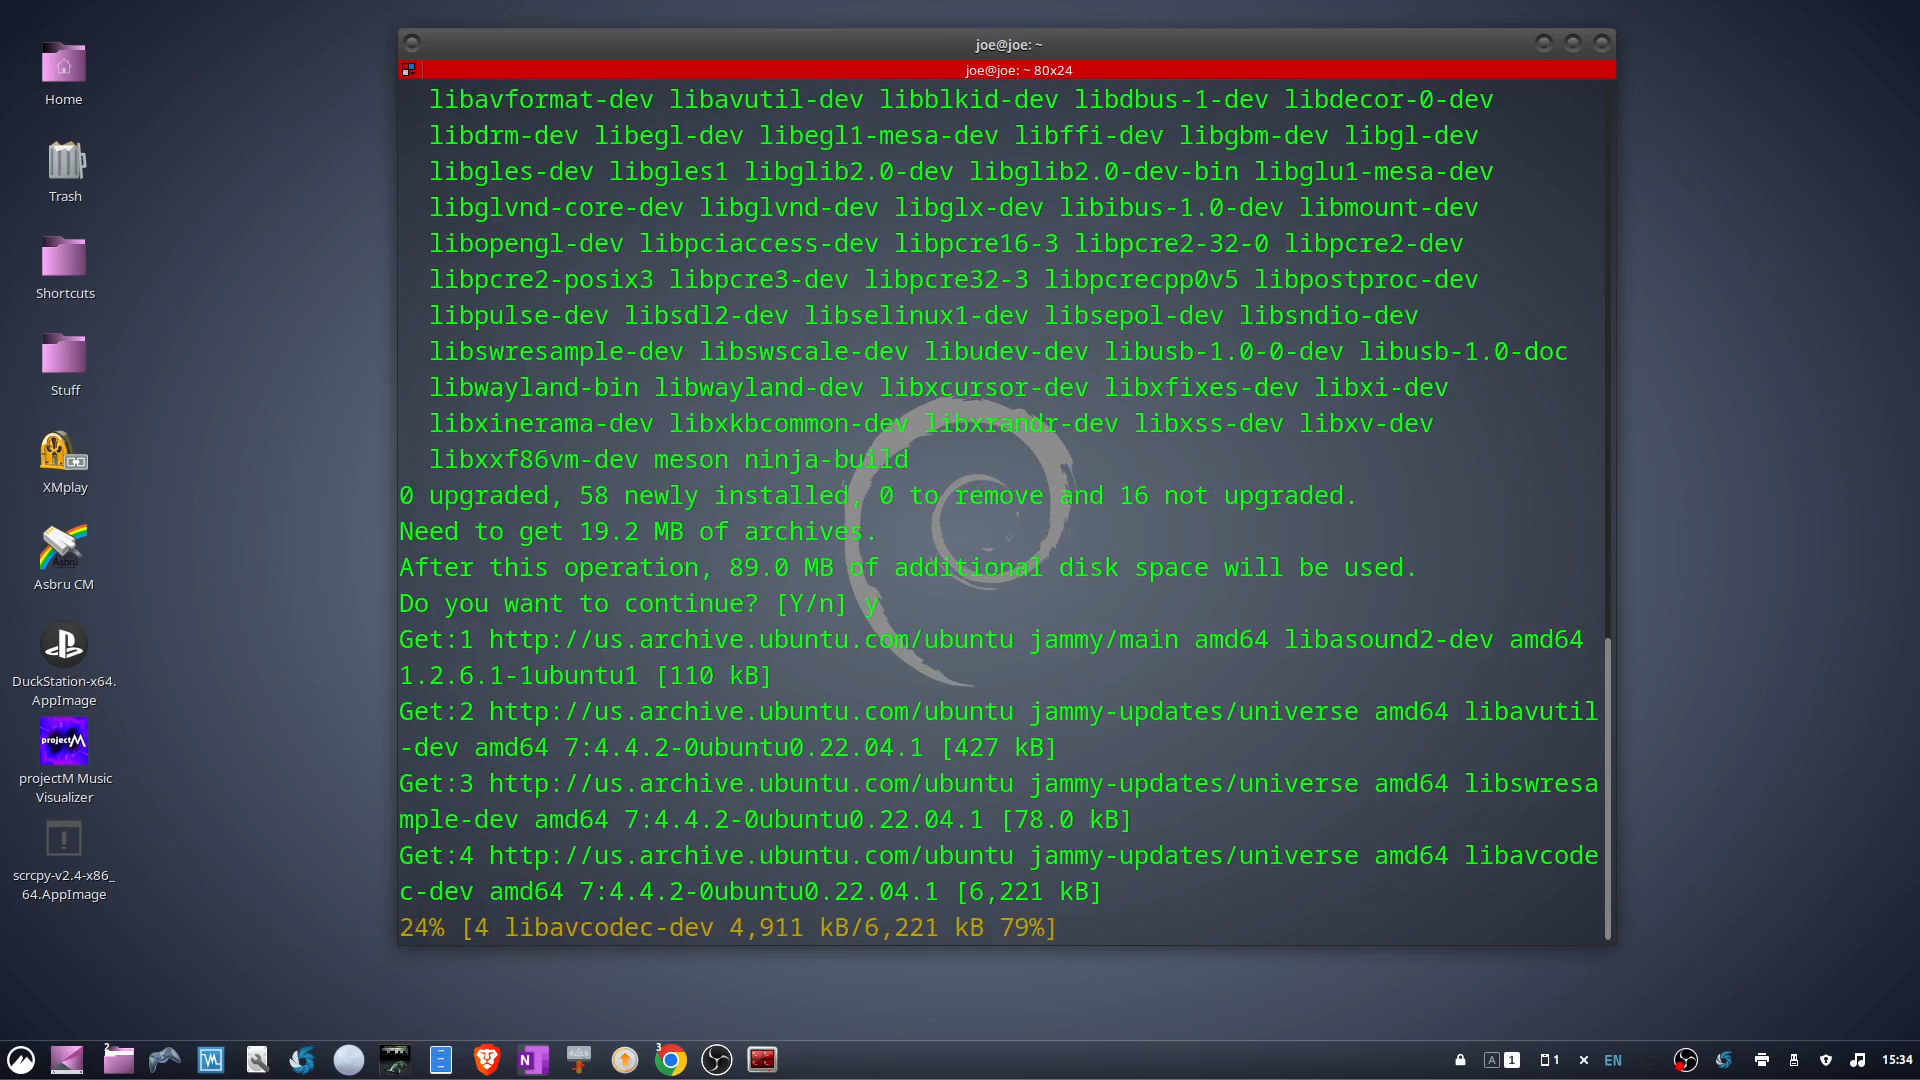 joe@joe: ~
joe@joe: ~ 80x24
libavformat-dev libavutil-dev libblkid-dev libdbus-1-dev libdecor-0-dev
libdrm-dev libegl-dev libegl1-mesa-dev libffi-dev libgbm-dev libgl-dev
libgles-dev libgles1 libglib2.0-dev libglib2.0-dev-bin libglu1-mesa-dev
libglvnd-core-dev libglvnd-dev libglx-dev libibus-1.0-dev libmount-dev
libopengl-dev libpciaccess-dev libpcre16-3 libpcre2-32-0 libpcre2-dev
libpcre2-posix3 libpcre3-dev libpcre32-3 libpcrecpp0v5 libpostproc-dev
libpulse-dev libsdl2-dev libselinux1-dev libsepol-dev libsndio-dev
libswresample-dev libswscale-dev libudev-dev libusb-1.0-0-dev libusb-1.0-doc
libwayland-bin libwayland-dev libxcursor-dev libxfixes-dev libxi-dev
libxinerama-dev libxkbcommon-dev libxrandr-dev libxss-dev libxv-dev
libxxf86vm-dev meson ninja-build
0 upgraded, 58 newly installed, 0 to remove and 16 not upgraded.
Need to get 19.2 MB of archives.
After this operation, 89.0 MB of additional disk space will be used.
Do you want to continue? [Y/n] y
Get:1 http://us.archive.ubuntu.com/ubuntu jammy/main amd64 libasound2-dev amd64
1.2.6.1-1ubuntu1 [110 kB]
Get:2 http://us.archive.ubuntu.com/ubuntu jammy-updates/universe amd64 libavutil
-dev amd64 7:4.4.2-0ubuntu0.22.04.1 [427 kB]
Get:3 http://us.archive.ubuntu.com/ubuntu jammy-updates/universe amd64 libswresa
mple-dev amd64 7:4.4.2-0ubuntu0.22.04.1 [78.0 kB]
Get:4 http://us.archive.ubuntu.com/ubuntu jammy-updates/universe amd64 libavcode
c-dev amd64 7:4.4.2-0ubuntu0.22.04.1 [6,221 kB]
24% [4 libavcodec-dev 4,911 kB/6,221 kB 79%]
Home
Trash
Shortcuts
Stuff
XMplay
Asbru
Asbru CM
DuckStation-x64.
AppImage
projectM
projectM Music
Visualizer
scrcpy-v2.4-x86_
64.AppImage
2
N
3
A 1
1
EN
15:34